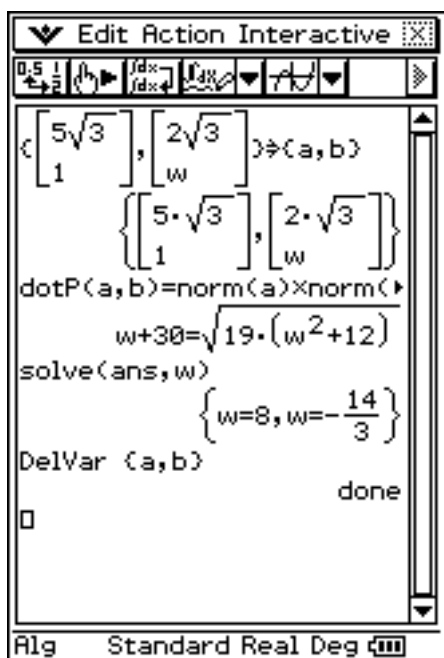 Edit Action Interactive
{[5√3 1],[2√3 w]}⇒{a,b}
{[5·√3 1],[2·√3 w]}
dotP(a,b)=norm(a)×norm(
w+30=√19·(w²+12)
solve(ans,w)
{w=8,w=-14/3}
DelVar {a,b}
done
Alg Standard Real Deg